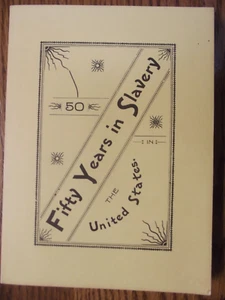 50
Fifty Years in Slavery
IN
THE
United States.